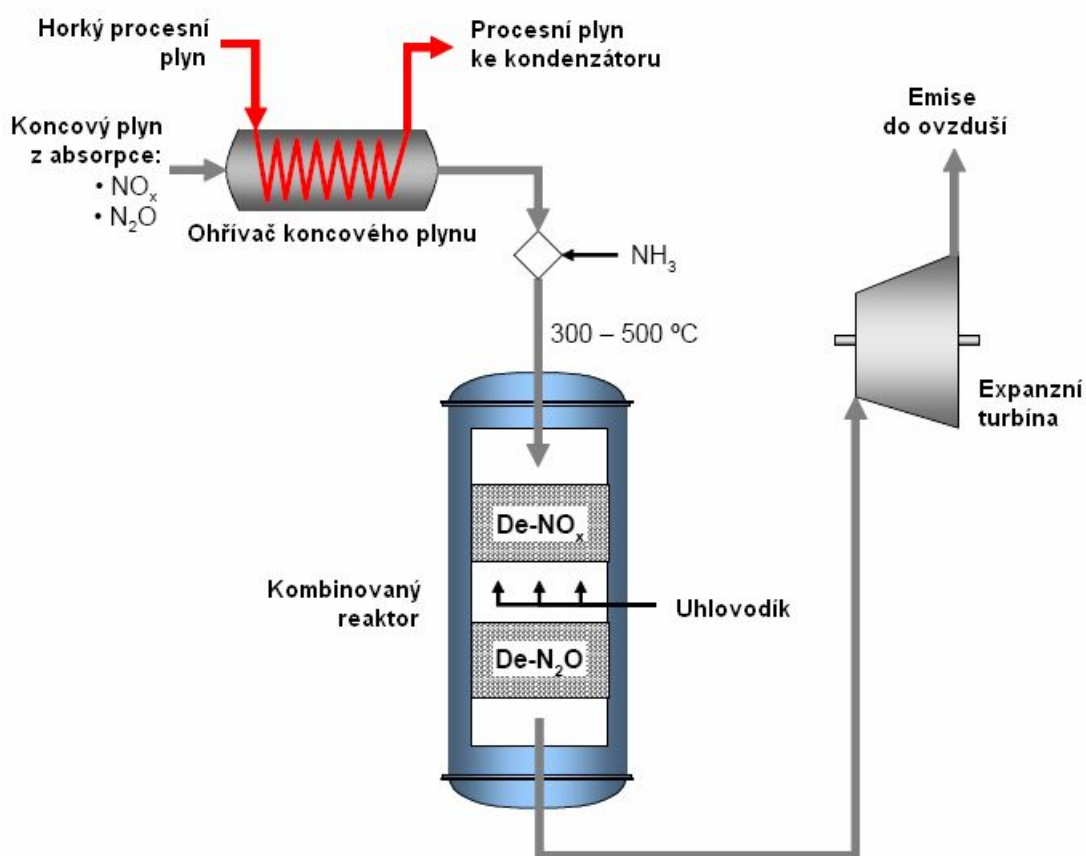 Horký procesní
plyn
Procesní plyn
ke kondenzátoru
Koncový plyn
z absorpce:
• NOₓ
• N₂O
Ohřívač koncového plynu
NH₃
300 – 500 ºC
Emise
do ovzduší
Expanzní
turbína
De-NOₓ
Kombinovaný
reaktor
Uhlovodík
De-N₂O